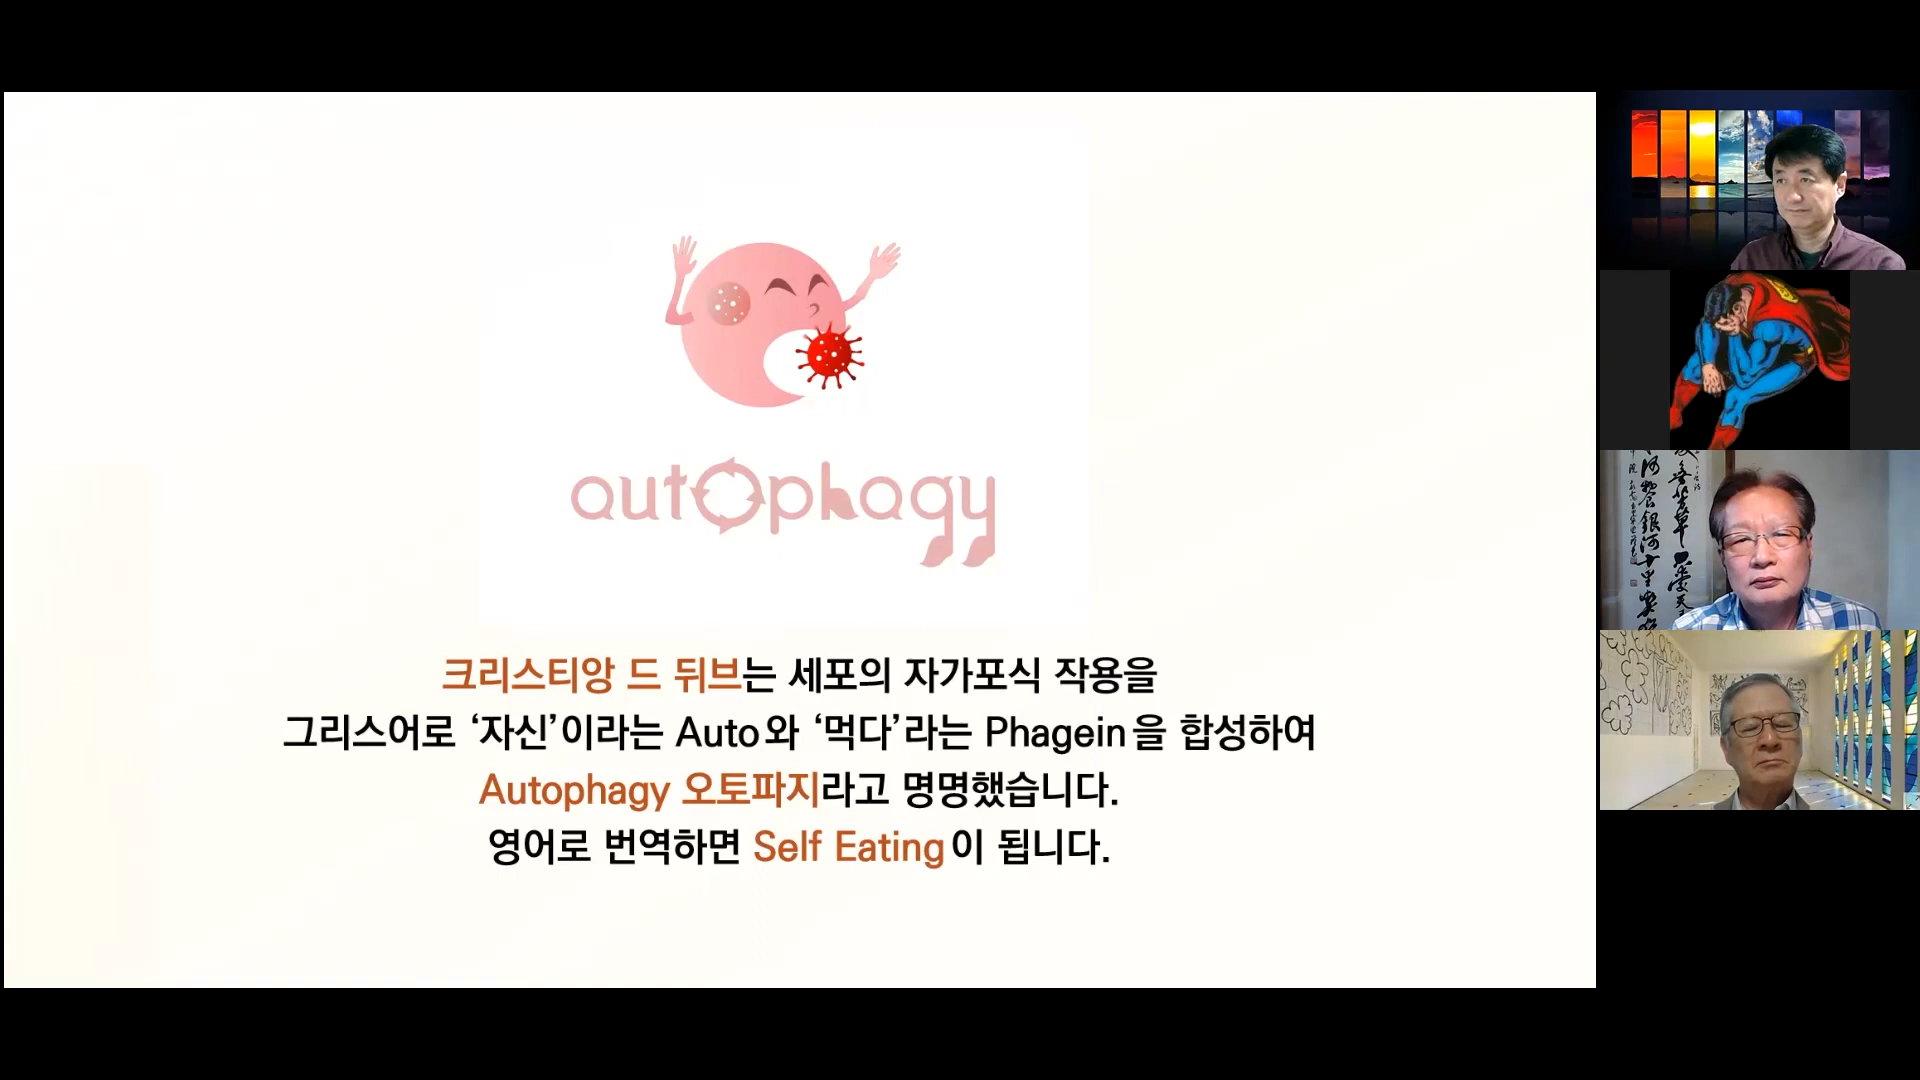 autophagy
크리스티앙 드 뒤브는 세포의 자가포식 작용을
그리스어로 ‘자신’이라는 Auto와 ‘먹다’라는 Phagein을 합성하여
Autophagy 오토파지라고 명명했습니다.
영어로 번역하면 Self Eating이 됩니다.